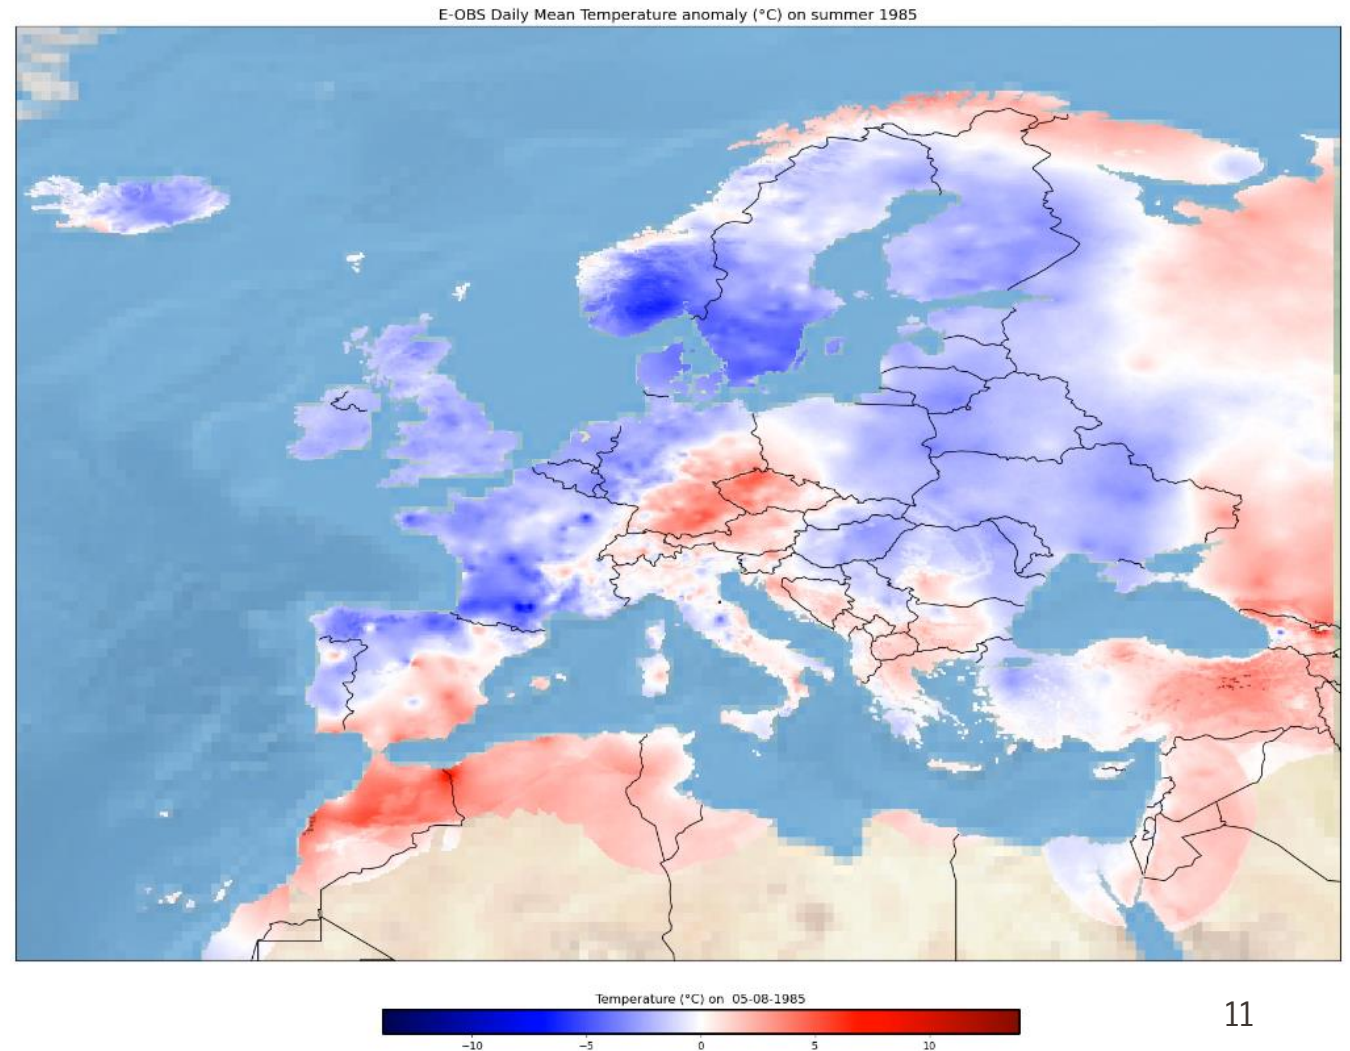 E-OBS Daily Mean Temperature anomaly (°C) on summer 1985
Temperature (°C) on 05-08-1985
−10 −5 0 5 10
11